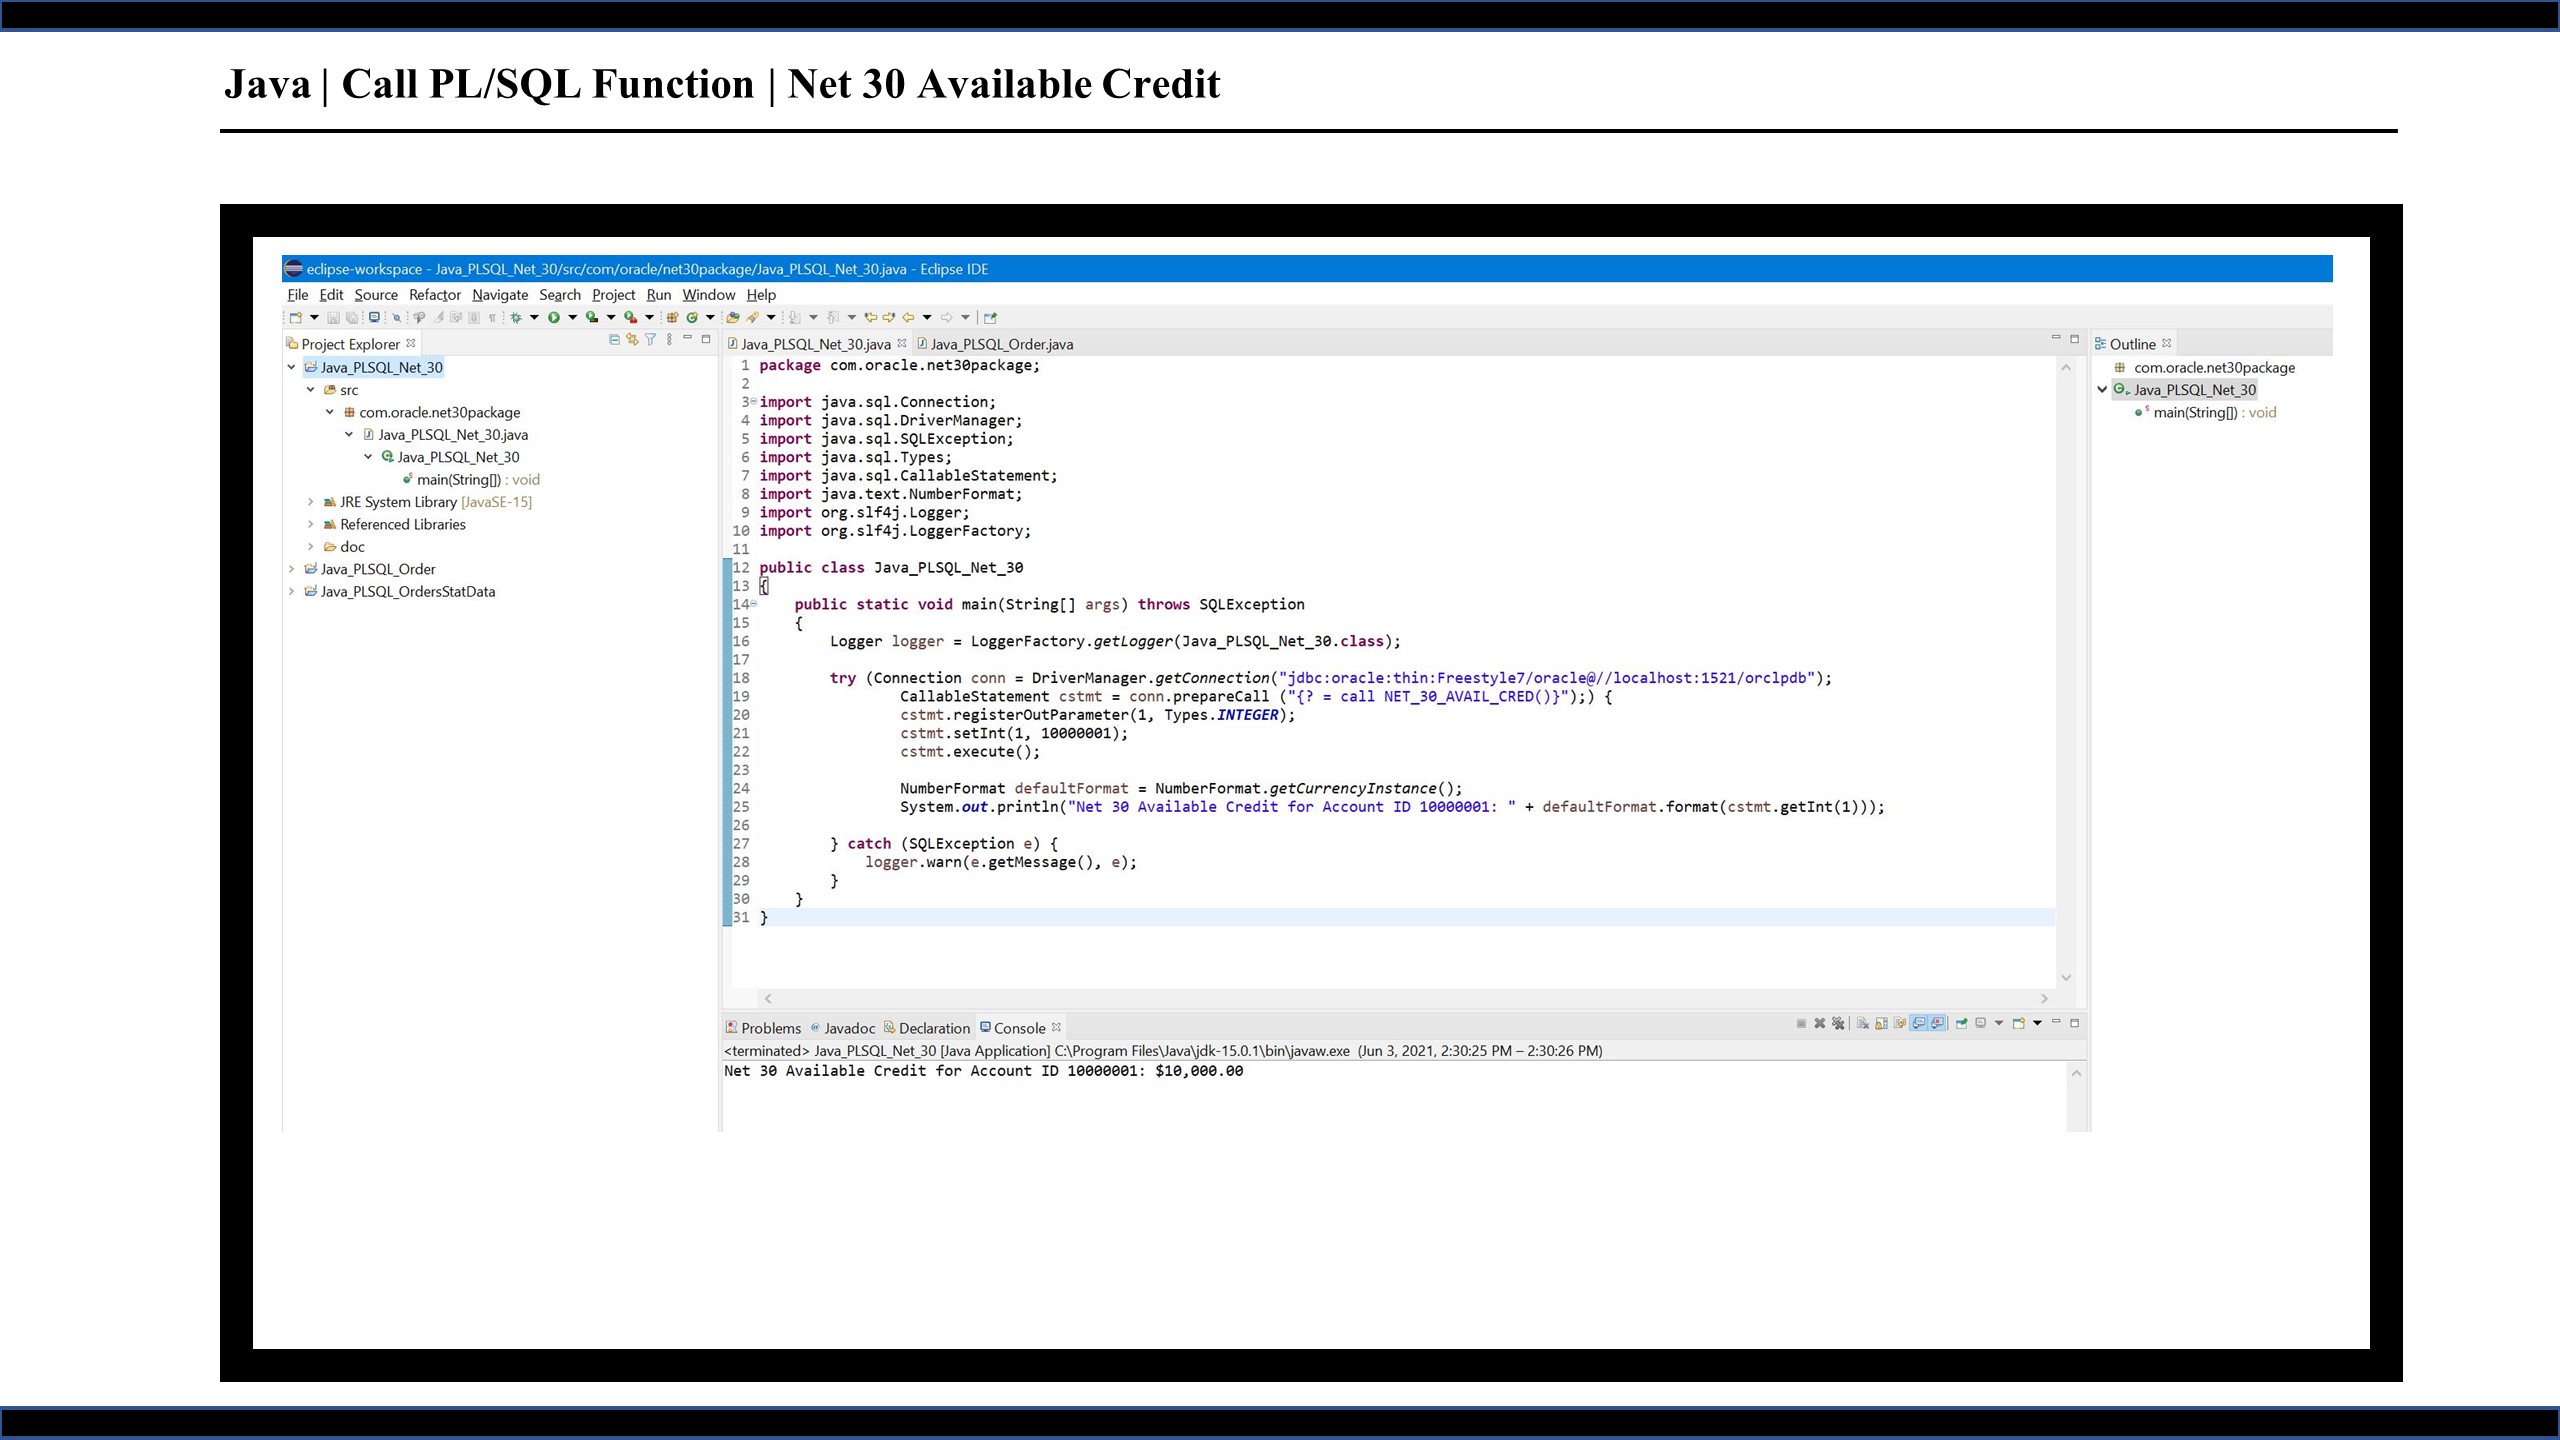 Java | Call PL/SQL Function | Net 30 Available Credit
eclipse-workspace - Java_PLSQL_Net_30/src/com/oracle/net30package/Java_PLSQL_Net_30.java - Eclipse IDE
File Edit Source Refactor Navigate Search Project Run Window Help
Project Explorer
Java_PLSQL_Net_30
src
com.oracle.net30package
Java_PLSQL_Net_30.java
Java_PLSQL_Net_30
main(String[]) : void
JRE System Library [JavaSE-15]
Referenced Libraries
doc
Java_PLSQL_Order
Java_PLSQL_OrdersStatData
Java_PLSQL_Net_30.java Java_PLSQL_Order.java
1 package com.oracle.net30package;
2
3 import java.sql.Connection;
4 import java.sql.DriverManager;
5 import java.sql.SQLException;
6 import java.sql.Types;
7 import java.sql.CallableStatement;
8 import java.text.NumberFormat;
9 import org.slf4j.Logger;
10 import org.slf4j.LoggerFactory;
11
12 public class Java_PLSQL_Net_30
13 {
14     public static void main(String[] args) throws SQLException
15     {
16         Logger logger = LoggerFactory.getLogger(Java_PLSQL_Net_30.class);
17
18         try (Connection conn = DriverManager.getConnection("jdbc:oracle:thin:Freestyle7/oracle@//localhost:1521/orclpdb");
19                 CallableStatement cstmt = conn.prepareCall ("{? = call NET_30_AVAIL_CRED()}");) {
20                 cstmt.registerOutParameter(1, Types.INTEGER);
21                 cstmt.setInt(1, 10000001);
22                 cstmt.execute();
23
24                 NumberFormat defaultFormat = NumberFormat.getCurrencyInstance();
25                 System.out.println("Net 30 Available Credit for Account ID 10000001: " + defaultFormat.format(cstmt.getInt(1)));
26
27         } catch (SQLException e) {
28             logger.warn(e.getMessage(), e);
29         }
30     }
31 }
Outline
com.oracle.net30package
Java_PLSQL_Net_30
main(String[]) : void
Problems Javadoc Declaration Console
<terminated> Java_PLSQL_Net_30 [Java Application] C:\Program Files\Java\jdk-15.0.1\bin\javaw.exe (Jun 3, 2021, 2:30:25 PM – 2:30:26 PM)
Net 30 Available Credit for Account ID 10000001: $10,000.00